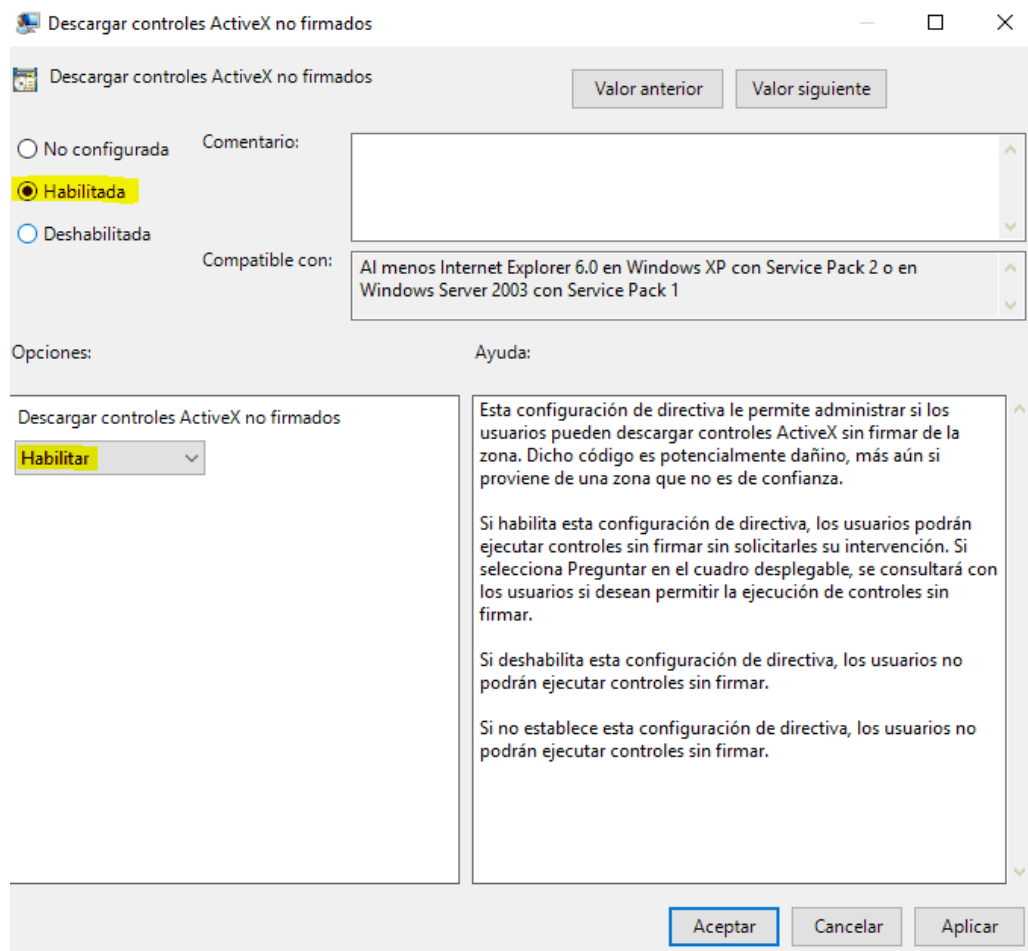 Descargar controles ActiveX no firmados
Descargar controles ActiveX no firmados
Valor anterior
Valor siguiente
No configurada
Comentario:
Habilitada
Deshabilitada
Compatible con:
Al menos Internet Explorer 6.0 en Windows XP con Service Pack 2 o en
Windows Server 2003 con Service Pack 1
Opciones:
Ayuda:
Descargar controles ActiveX no firmados
Habilitar
Esta configuración de directiva le permite administrar si los
usuarios pueden descargar controles ActiveX sin firmar de la
zona. Dicho código es potencialmente dañino, más aún si
proviene de una zona que no es de confianza.
Si habilita esta configuración de directiva, los usuarios podrán
ejecutar controles sin firmar sin solicitarles su intervención. Si
selecciona Preguntar en el cuadro desplegable, se consultará con
los usuarios si desean permitir la ejecución de controles sin
firmar.
Si deshabilita esta configuración de directiva, los usuarios no
podrán ejecutar controles sin firmar.
Si no establece esta configuración de directiva, los usuarios no
podrán ejecutar controles sin firmar.
Aceptar
Cancelar
Aplicar